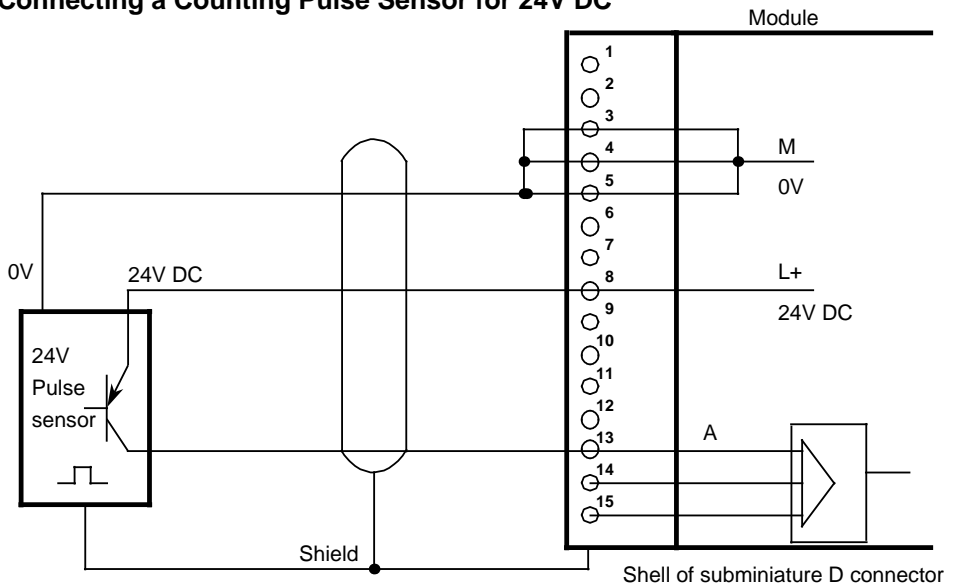 Connecting a Counting Pulse Sensor for 24V DC
Module
1
2
3
4
5
6
7
8
9
10
11
12
13
14
15
M
0V
L+
24V DC
A
0V
24V DC
24V
Pulse
sensor
Shield
Shell of subminiature D connector